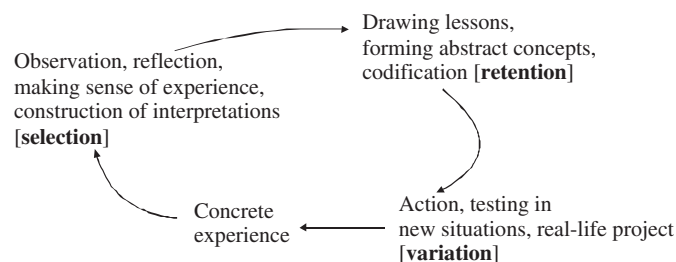 Drawing lessons,
forming abstract concepts,
codification [retention]
Observation, reflection,
making sense of experience,
construction of interpretations
[selection]
Action, testing in
new situations, real-life project
[variation]
Concrete
experience